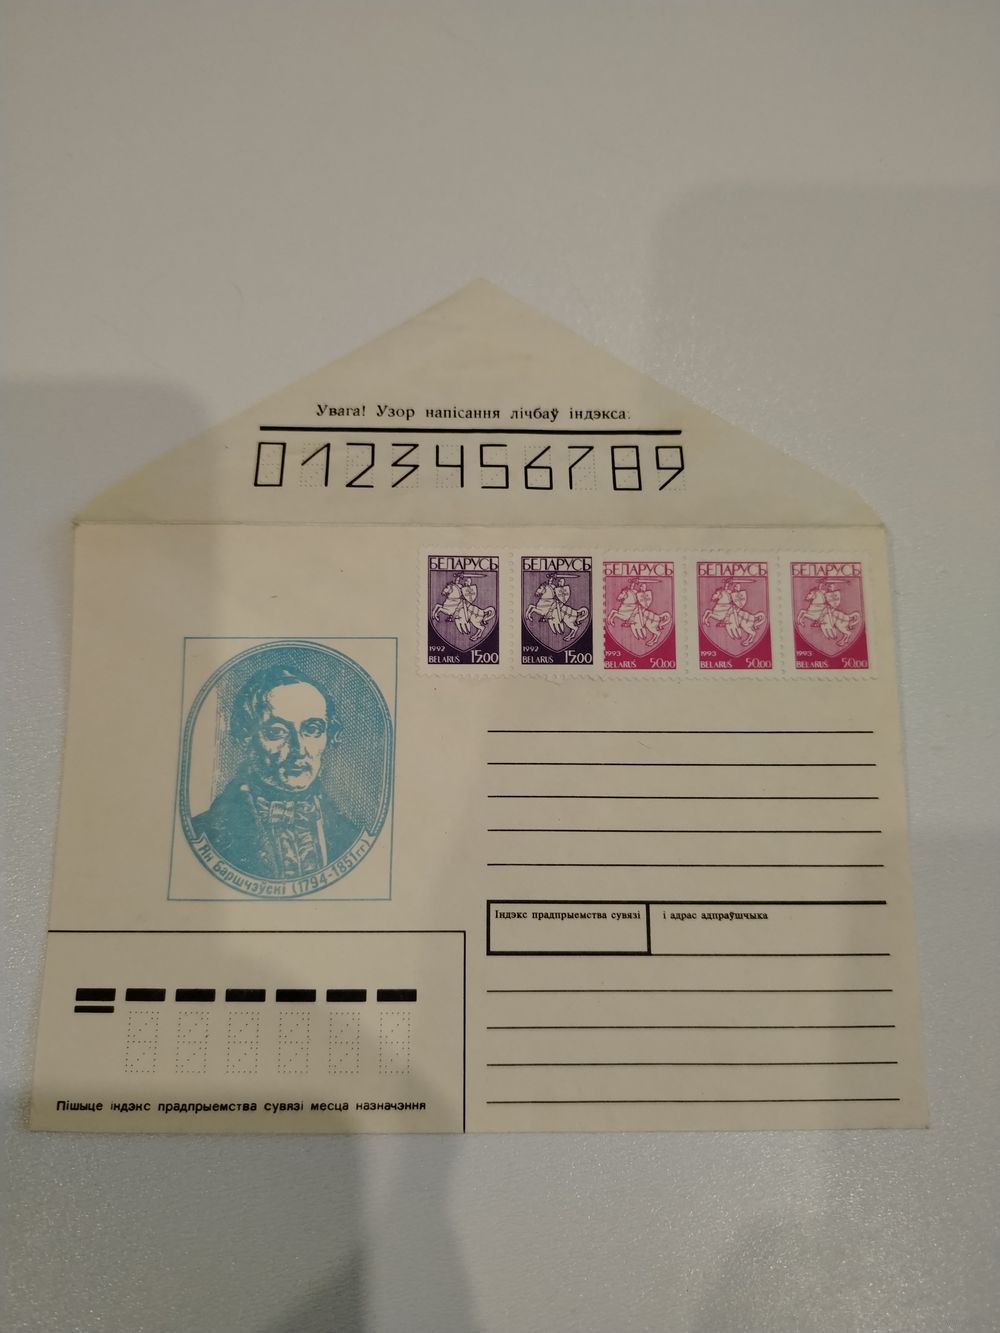 Увага! Узор напісання лічбаў індэкса.
0123456789
БЕЛАРУСЬ БЕЛАРУСЬ БЕЛАРУСЬ БЕЛАРУСЬ БЕЛАРУСЬ
1992 1992 1993 1993 1993
BELARUS 15.00 BELARUS 15.00 BELARUS 50.00 BELARUS 50.00 BELARUS 50.00
Ян Баршчэўскі (1794-1851гг)
Індэкс прадпрыемства сувязі і адрас адпраўшчыка
Пішыце індэкс прадпрыемства сувязі месца назначэння